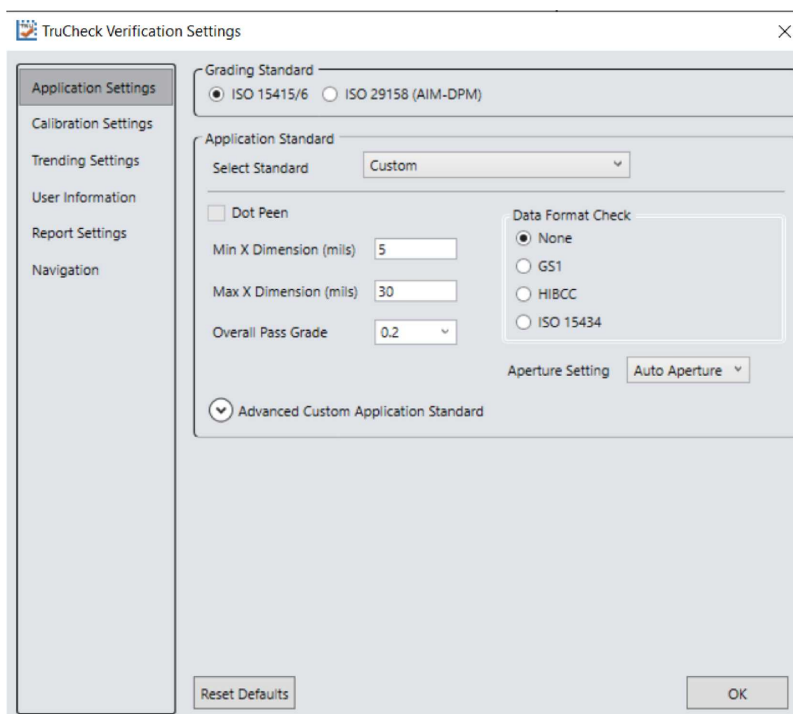 TruCheck Verification Settings
Application Settings
Calibration Settings
Trending Settings
User Information
Report Settings
Navigation
Grading Standard
ISO 15415/6 ISO 29158 (AIM-DPM)
Application Standard
Select Standard Custom
Dot Peen
Min X Dimension (mils) 5
Max X Dimension (mils) 30
Overall Pass Grade 0.2
Data Format Check
None
GS1
HIBCC
ISO 15434
Aperture Setting Auto Aperture
Advanced Custom Application Standard
Reset Defaults
OK